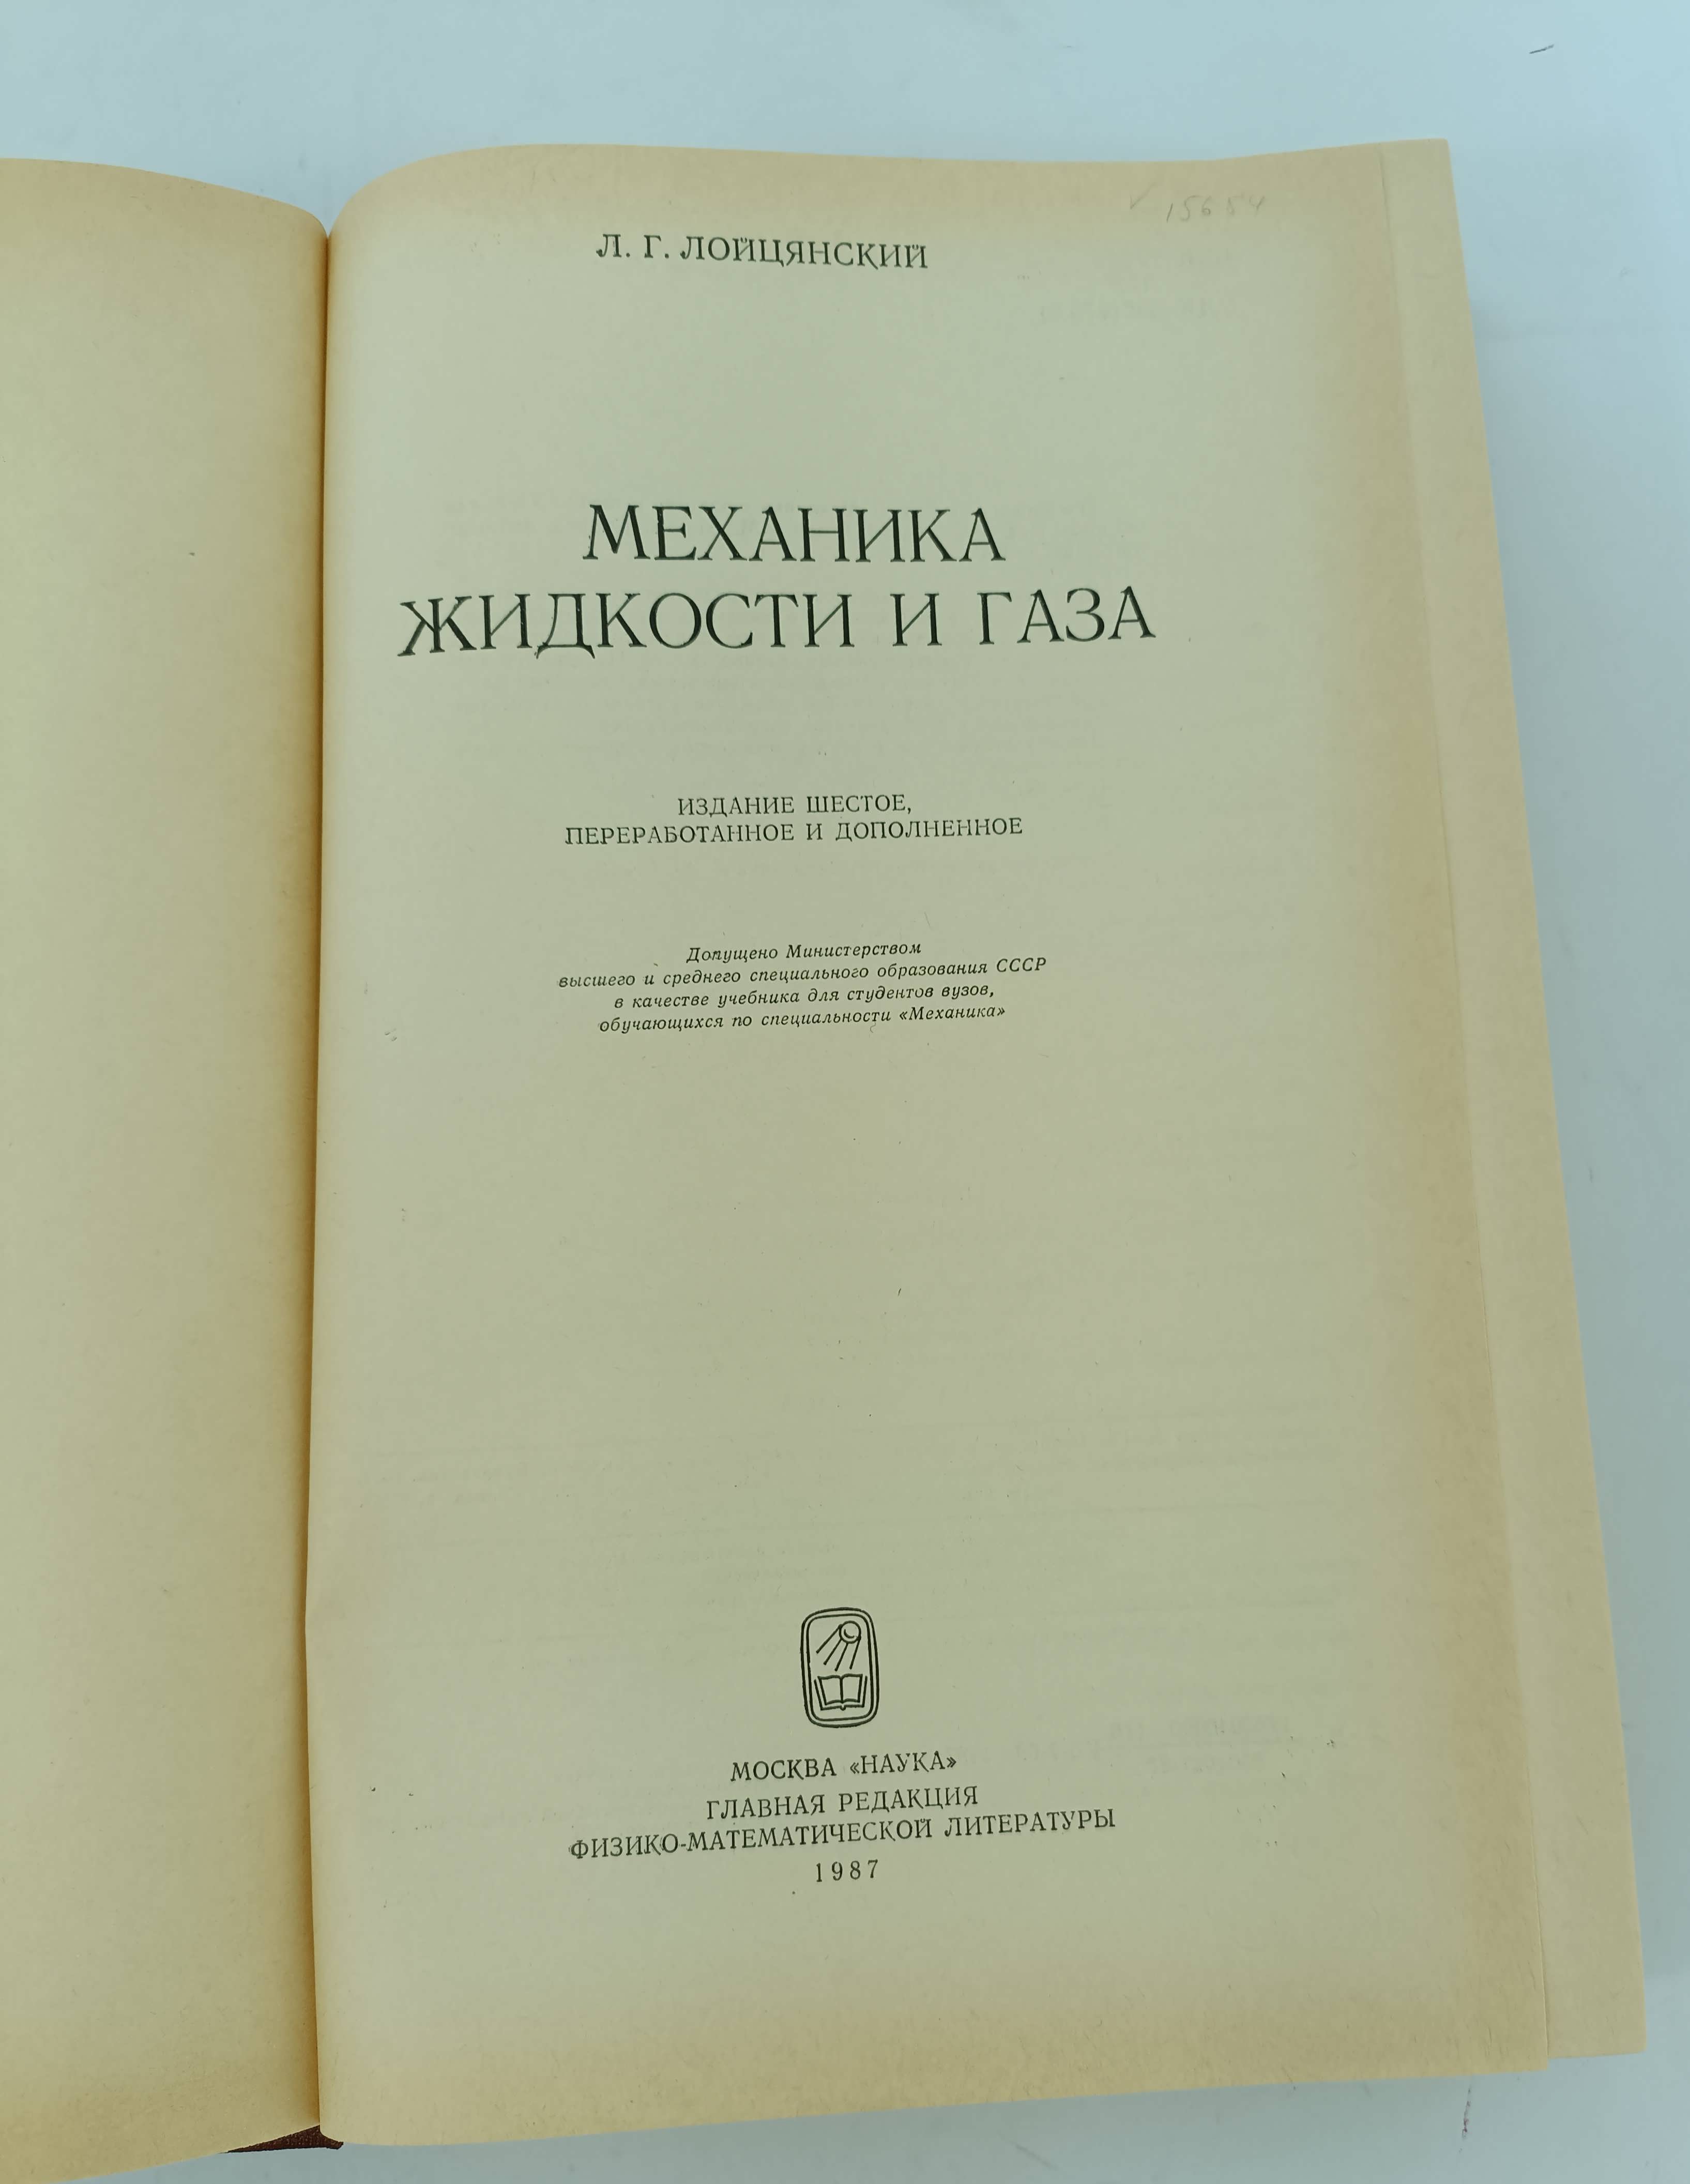 15654
Л. Г. ЛОЙЦЯНСКИЙ
МЕХАНИКА
ЖИДКОСТИ И ГАЗА
ИЗДАНИЕ ШЕСТОЕ,
ПЕРЕРАБОТАННОЕ И ДОПОЛНЕННОЕ
Допущено Министерством
высшего и среднего специального образования СССР
в качестве учебника для студентов вузов,
обучающихся по специальности «Механика»
МОСКВА «НАУКА»
ГЛАВНАЯ РЕДАКЦИЯ
ФИЗИКО-МАТЕМАТИЧЕСКОЙ ЛИТЕРАТУРЫ
1987